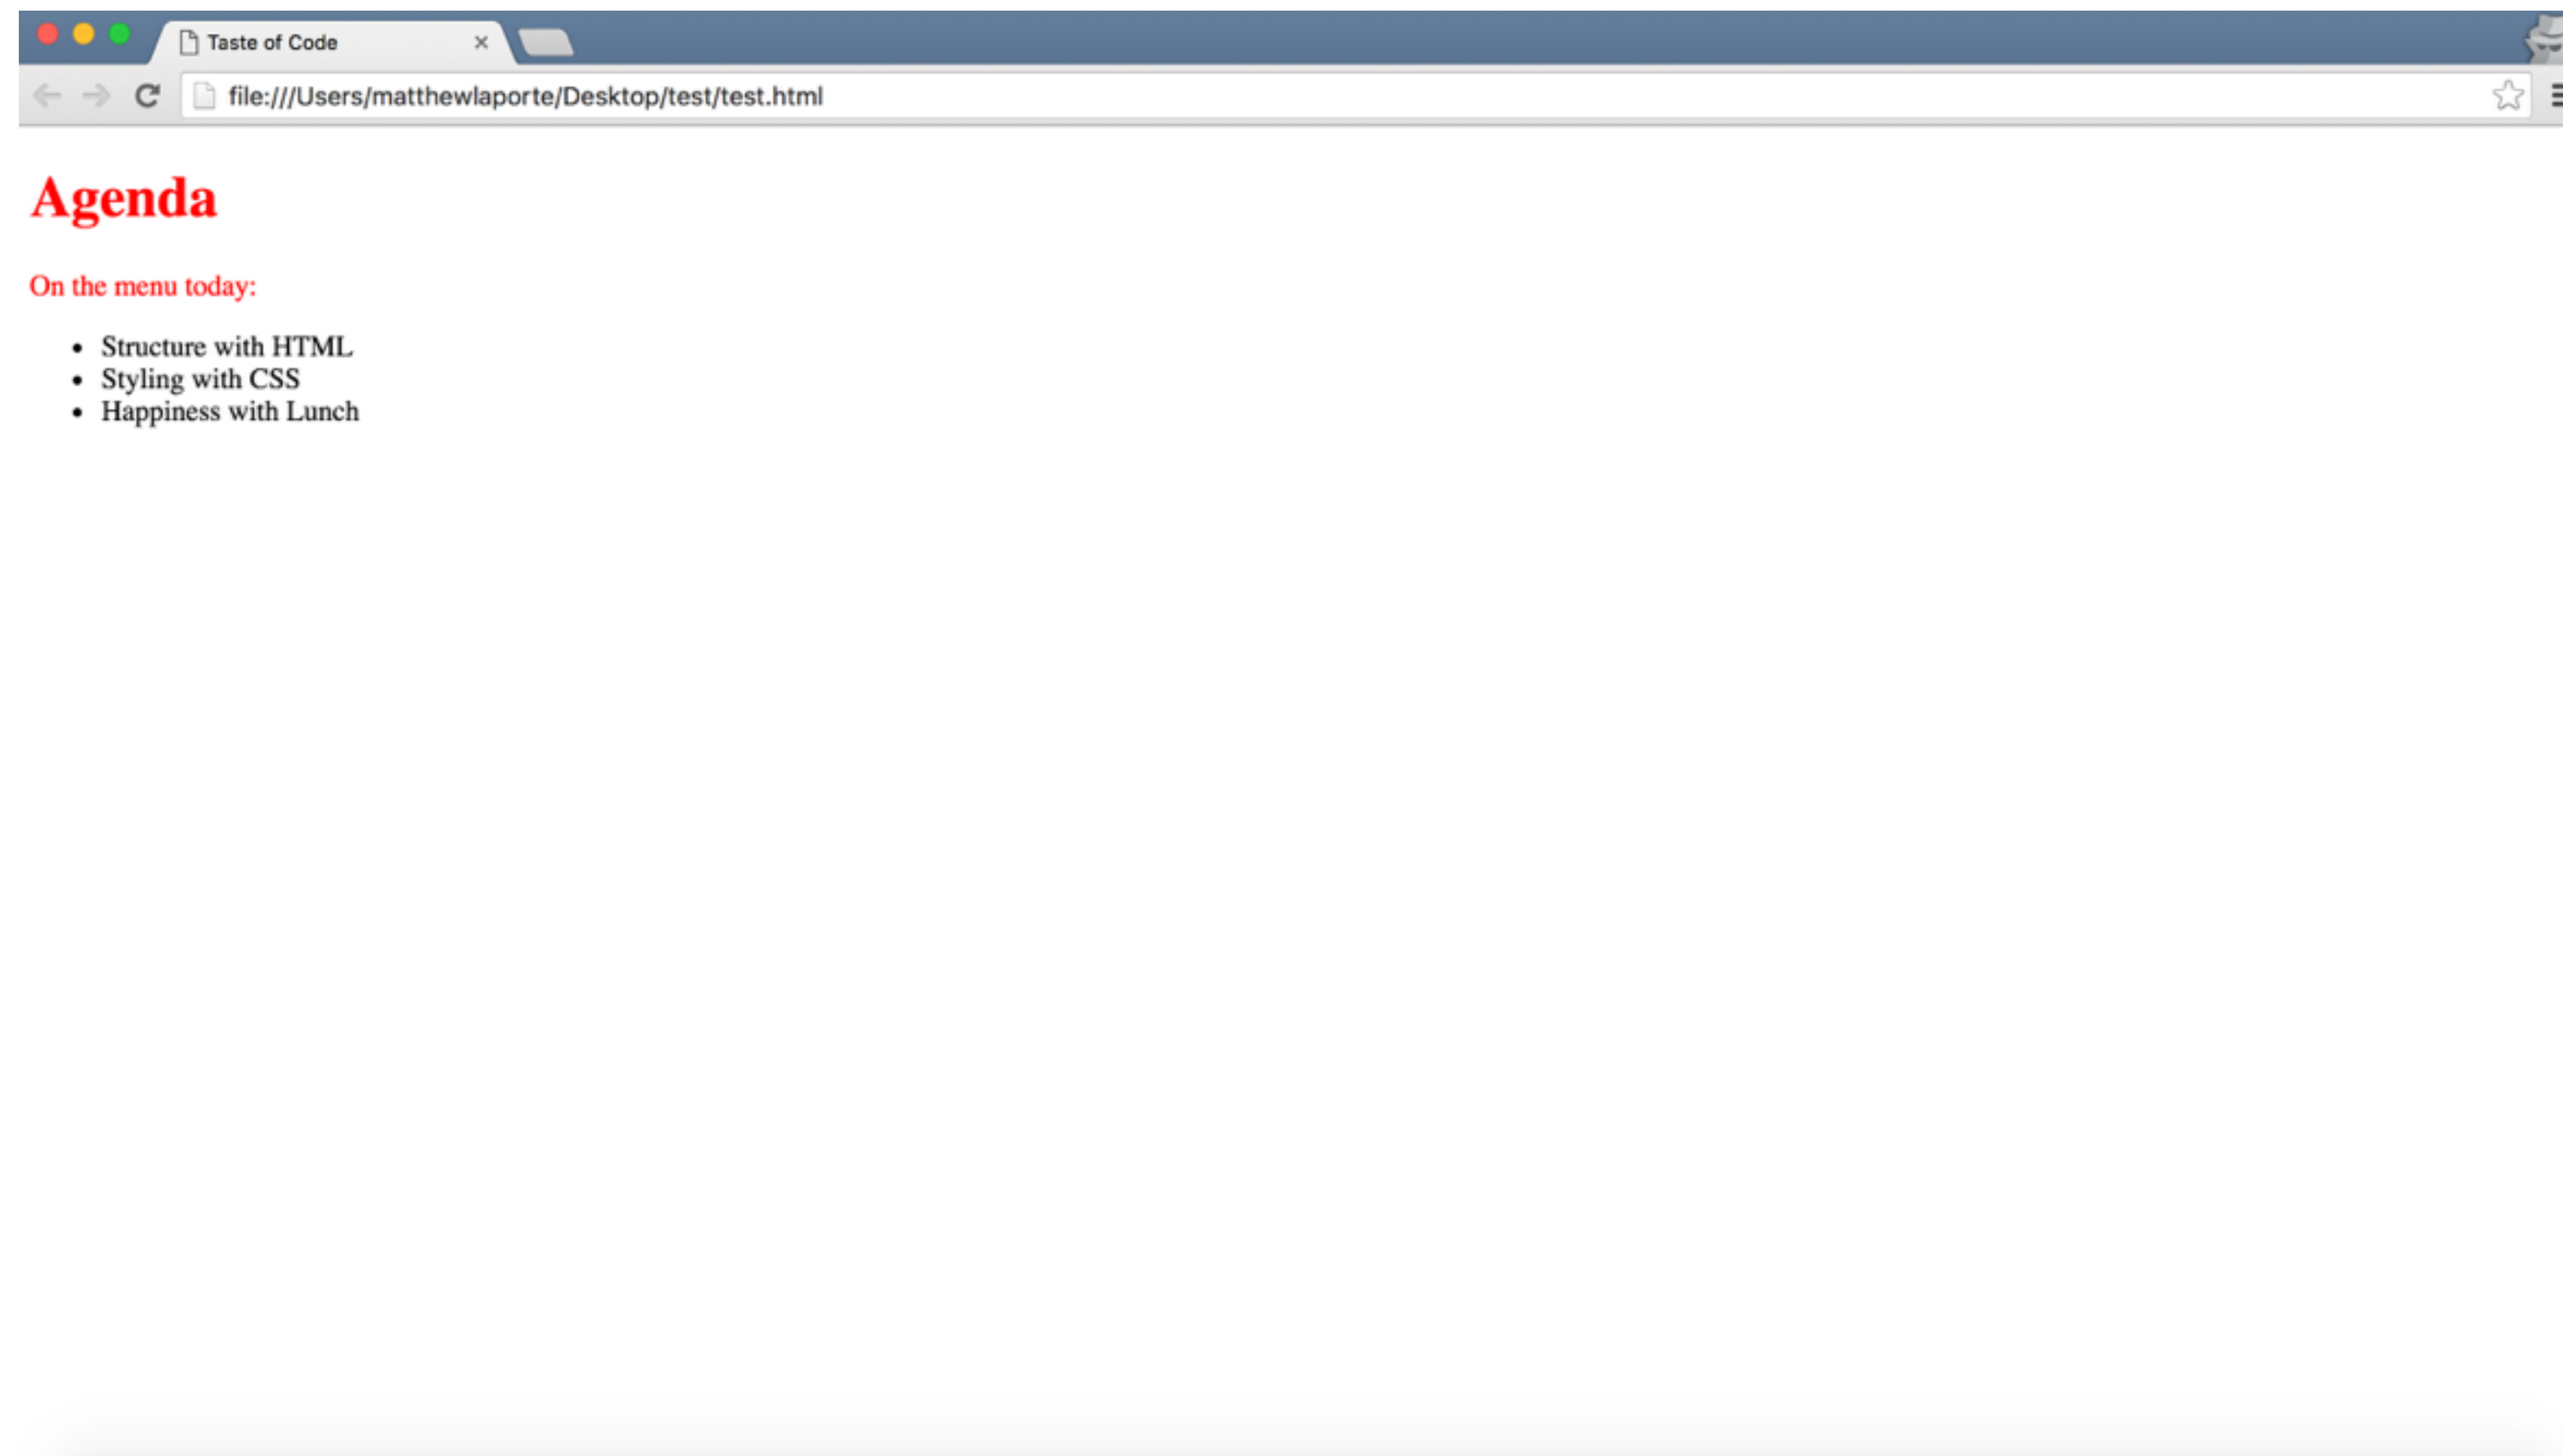 Taste of Code
file:///Users/matthewlaporte/Desktop/test/test.html
Agenda
On the menu today:
Structure with HTML
Styling with CSS
Happiness with Lunch